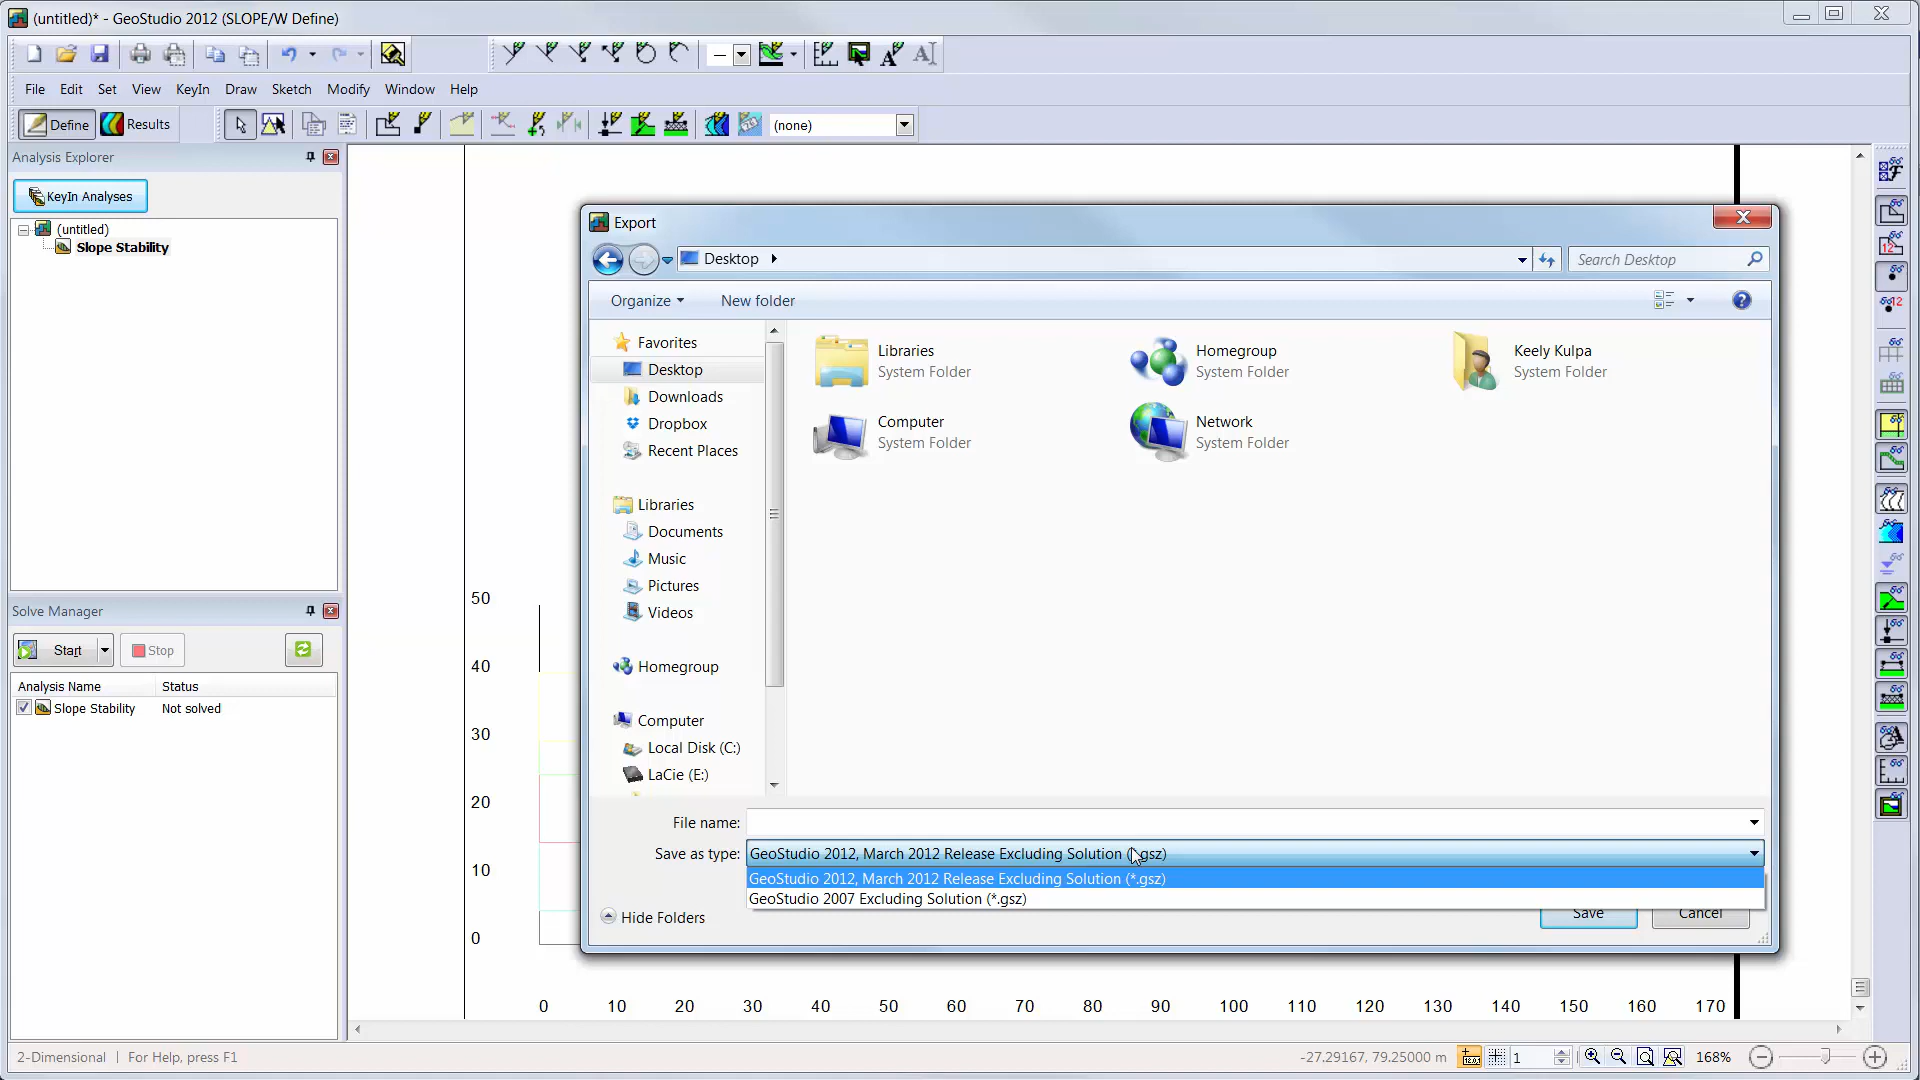 (untitled)* - GeoStudio 2012 (SLOPE/W Define)
File Edit Set View KeyIn Draw Sketch Modify Window Help
Define Results (none)
Analysis Explorer
KeyIn Analyses
(untitled)
Slope Stability
Solve Manager
Start Stop
Analysis Name Status
Slope Stability Not solved
Export
Desktop
Search Desktop
Organize New folder
Favorites
Desktop
Downloads
Dropbox
Recent Places
Libraries
Documents
Music
Pictures
Videos
Homegroup
Computer
Local Disk (C:)
LaCie (E:)
Libraries
System Folder
Homegroup
System Folder
Keely Kulpa
System Folder
Computer
System Folder
Network
System Folder
File name:
Save as type: GeoStudio 2012, March 2012 Release Excluding Solution (*.gsz)
GeoStudio 2012, March 2012 Release Excluding Solution (*.gsz)
GeoStudio 2007 Excluding Solution (*.gsz)
Hide Folders
Save Cancel
50
40
30
20
10
0
0 10 20 30 40 50 60 70 80 90 100 110 120 130 140 150 160 170
2-Dimensional For Help, press F1
-27.29167, 79.25000 m 1 168%